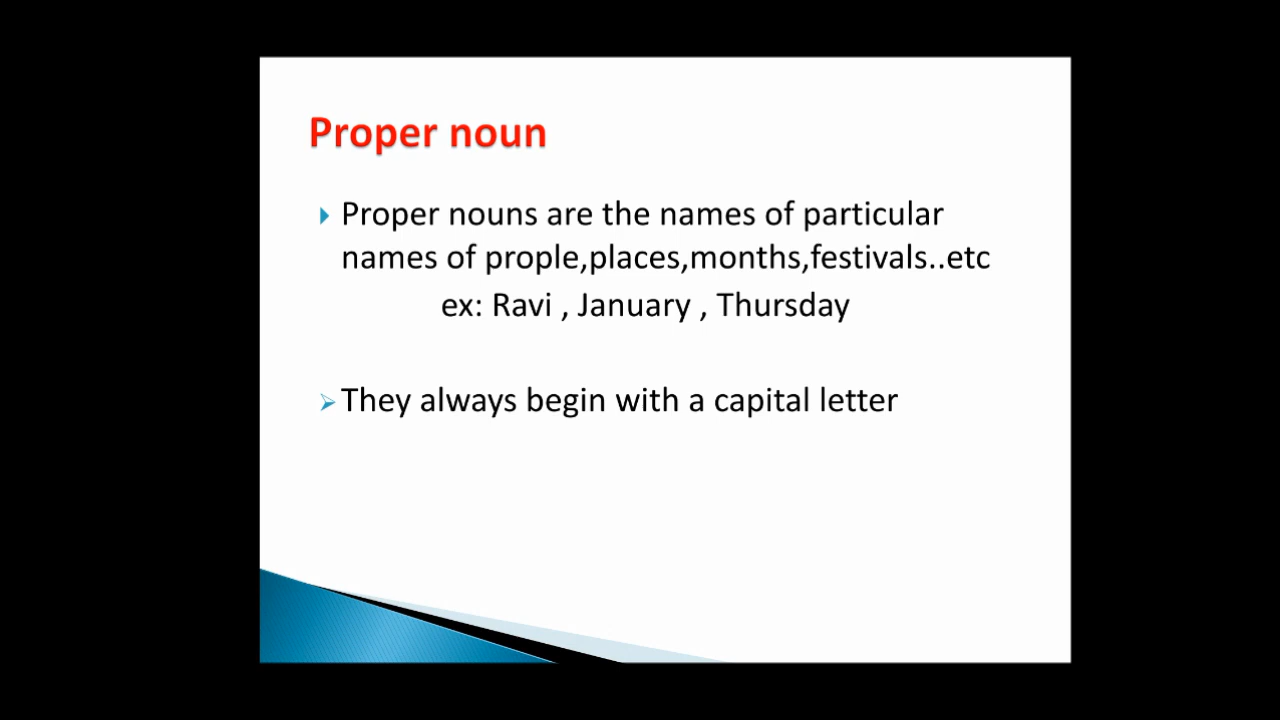 Proper noun
Proper nouns are the names of particular
names of prople,places,months,festivals..etc
ex: Ravi , January , Thursday
They always begin with a capital letter